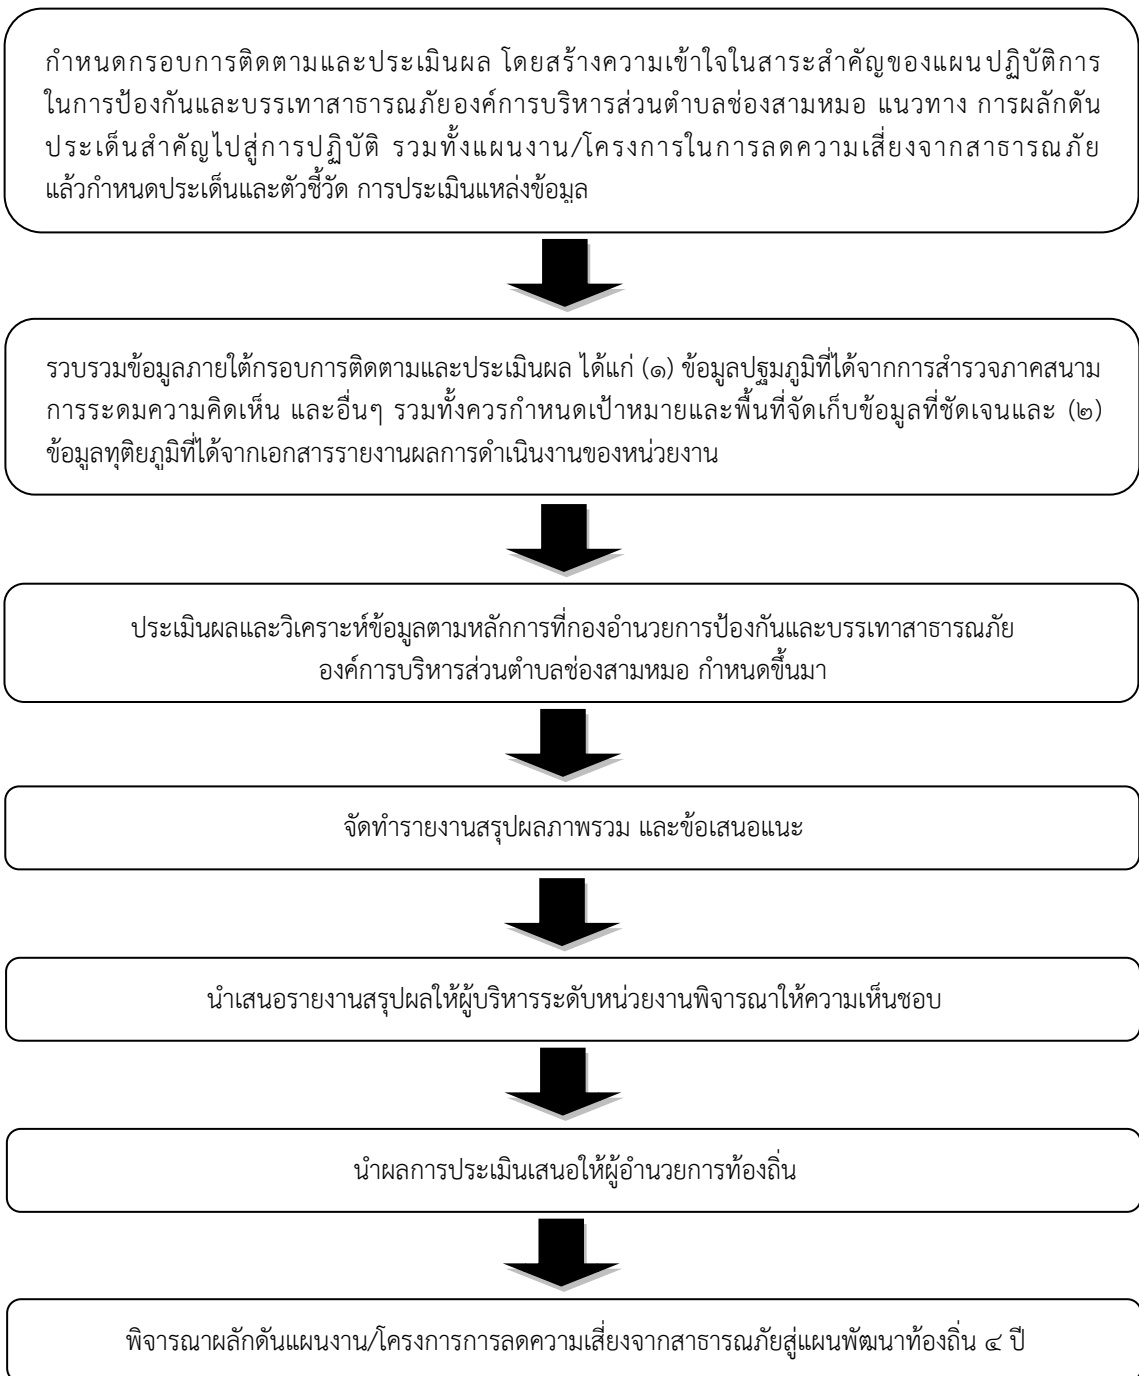 กำหนดกรอบการติดตามและประเมินผล โดยสร้างความเข้าใจในสาระสำคัญของแผนปฏิบัติการ
ในการป้องกันและบรรเทาสาธารณภัยองค์การบริหารส่วนตำบลช่องสามหมอ แนวทาง การผลักดัน
ประเด็นสำคัญไปสู่การปฏิบัติ รวมทั้งแผนงาน/โครงการในการลดความเสี่ยงจากสาธารณภัย
แล้วกำหนดประเด็นและตัวชี้วัด การประเมินแหล่งข้อมูล
รวบรวมข้อมูลภายใต้กรอบการติดตามและประเมินผล ได้แก่ (๑) ข้อมูลปฐมภูมิที่ได้จากการสำรวจภาคสนาม
การระดมความคิดเห็น และอื่นๆ รวมทั้งควรกำหนดเป้าหมายและพื้นที่จัดเก็บข้อมูลที่ชัดเจนและ (๒)
ข้อมูลทุติยภูมิที่ได้จากเอกสารรายงานผลการดำเนินงานของหน่วยงาน
ประเมินผลและวิเคราะห์ข้อมูลตามหลักการที่กองอำนวยการป้องกันและบรรเทาสาธารณภัย
องค์การบริหารส่วนตำบลช่องสามหมอ กำหนดขึ้นมา
จัดทำรายงานสรุปผลภาพรวม และข้อเสนอแนะ
นำเสนอรายงานสรุปผลให้ผู้บริหารระดับหน่วยงานพิจารณาให้ความเห็นชอบ
นำผลการประเมินเสนอให้ผู้อำนวยการท้องถิ่น
พิจารณาผลักดันแผนงาน/โครงการการลดความเสี่ยงจากสาธารณภัยสู่แผนพัฒนาท้องถิ่น ๔ ปี